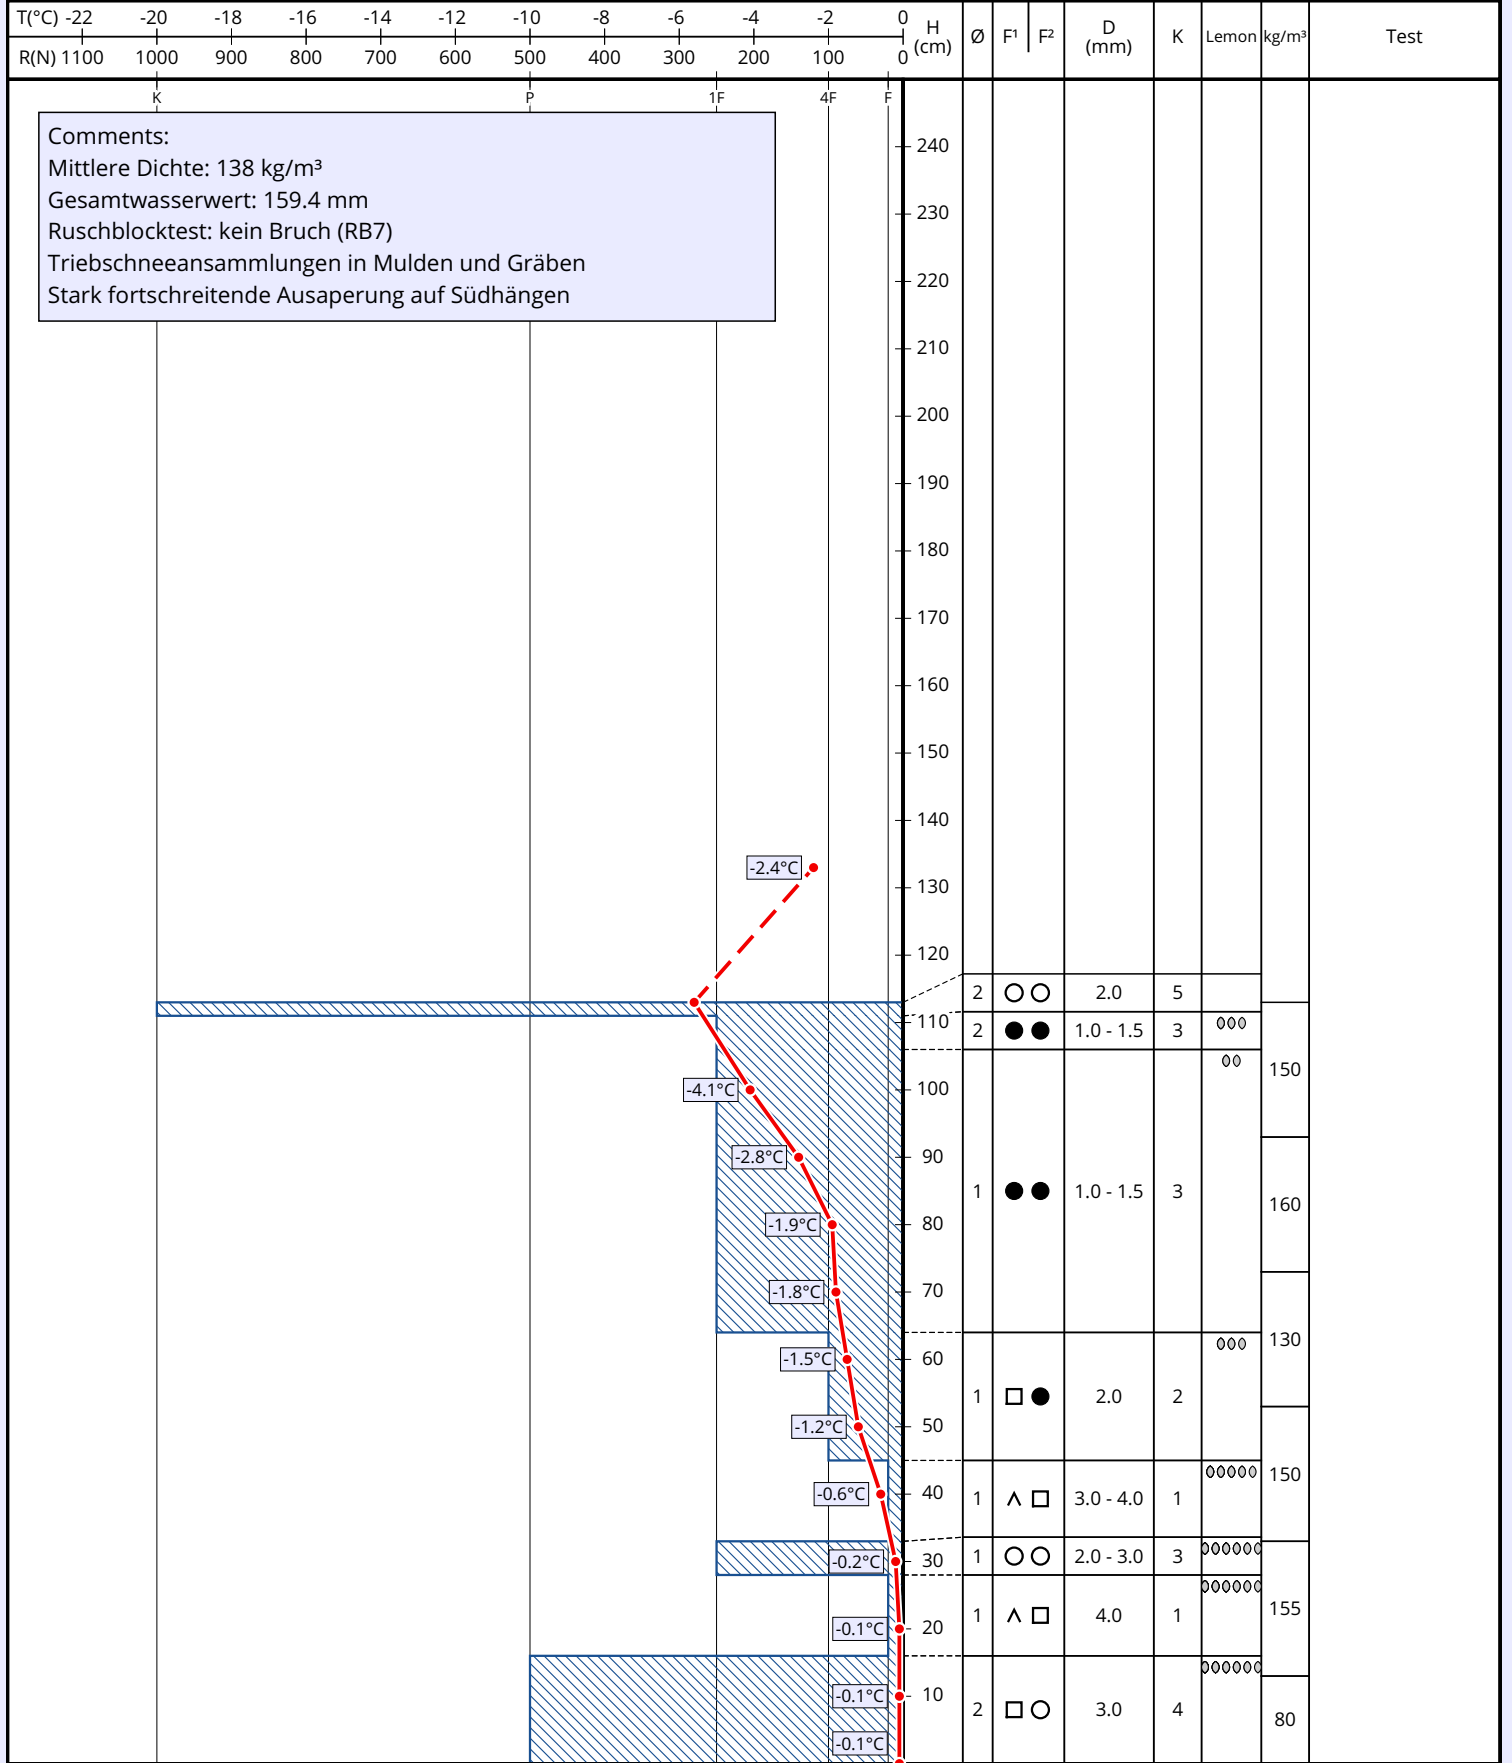 T(°C) -22 -20 -18 -16 -14 -12 -10 -8 -6 -4 -2 0
R(N) 1100 1000 900 800 700 600 500 400 300 200 100 0
H (cm) Ø F¹ F² D (mm) K Lemon kg/m³ Test
K P 1F 4F F
Comments:
Mittlere Dichte: 138 kg/m³
Gesamtwasserwert: 159.4 mm
Ruschblocktest: kein Bruch (RB7)
Triebschneeansammlungen in Mulden und Gräben
Stark fortschreitende Ausaperung auf Südhängen
240
230
220
210
200
190
180
170
160
150
140
-2.4°C
130
120
2 2.0 5
110
2 1.0 - 1.5 3
150
-4.1°C 100
-2.8°C 90
1 1.0 - 1.5 3
160
-1.9°C 80
-1.8°C 70
130
-1.5°C 60
1 2.0 2
-1.2°C 50
150
-0.6°C 40
1 3.0 - 4.0 1
-0.2°C 30
1 2.0 - 3.0 3
155
1 4.0 1
-0.1°C 20
-0.1°C 10
2 3.0 4
80
-0.1°C